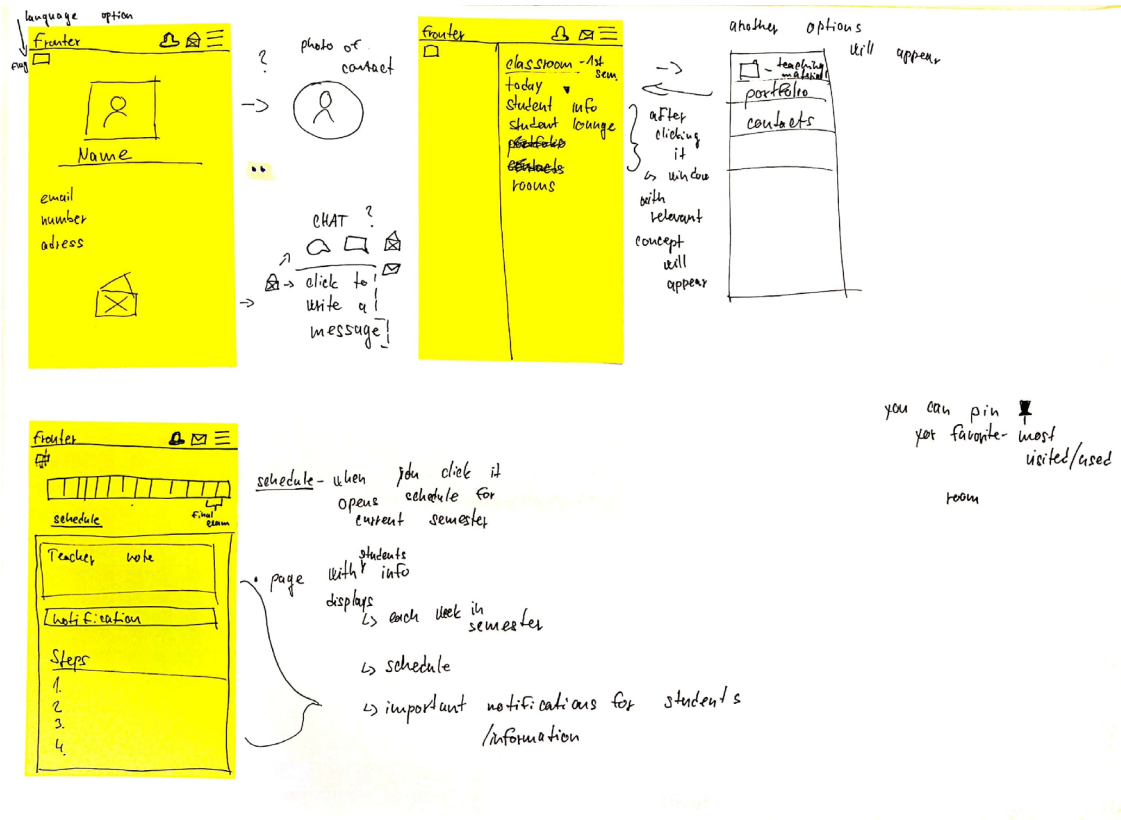 language option
flag
fronter
Name
email
number
adress
?
photo of
contact
CHAT ?
click to
write a
message
fronter
classroom - 1st
sem.
today
student info
student lounge
portfolio
contacts
rooms
after
clicking
it
↳ window
with
relevant
concept
will
appear
another options
will appear
- teaching
material
portfolio
contacts
you can pin
yor favorite - most
visited/used
room
fronter
final
exam
schedule
Teacher note
notification
Steps
1.
2
3.
4.
schedule - when you click it
opens schedule for
current semester
• page with students info
displays
↳ each week in
semester
↳ schedule
↳ important notifications for students
/information